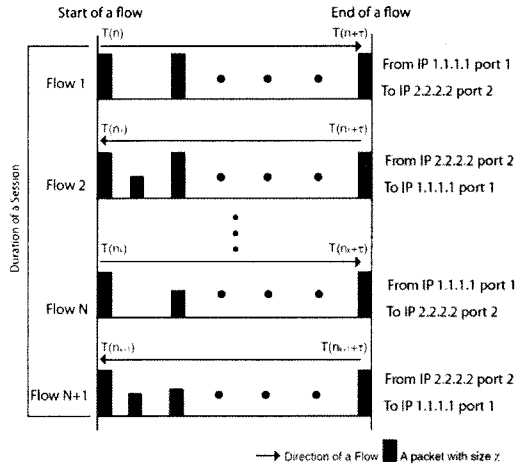 Start of a flow
End of a flow
T(n)
T(n+τ)
Flow 1
From IP 1.1.1.1 port 1
To IP 2.2.2.2 port 2
T(n₁)
T(n₁+τ)
Flow 2
From IP 2.2.2.2 port 2
To IP 1.1.1.1 port 1
Duration of a Session
T(nₖ)
T(nₖ+τ)
Flow N
From IP 1.1.1.1 port 1
To IP 2.2.2.2 port 2
Flow N+1
From IP 2.2.2.2 port 2
To IP 1.1.1.1 port 1
Direction of a Flow
A packet with size χ